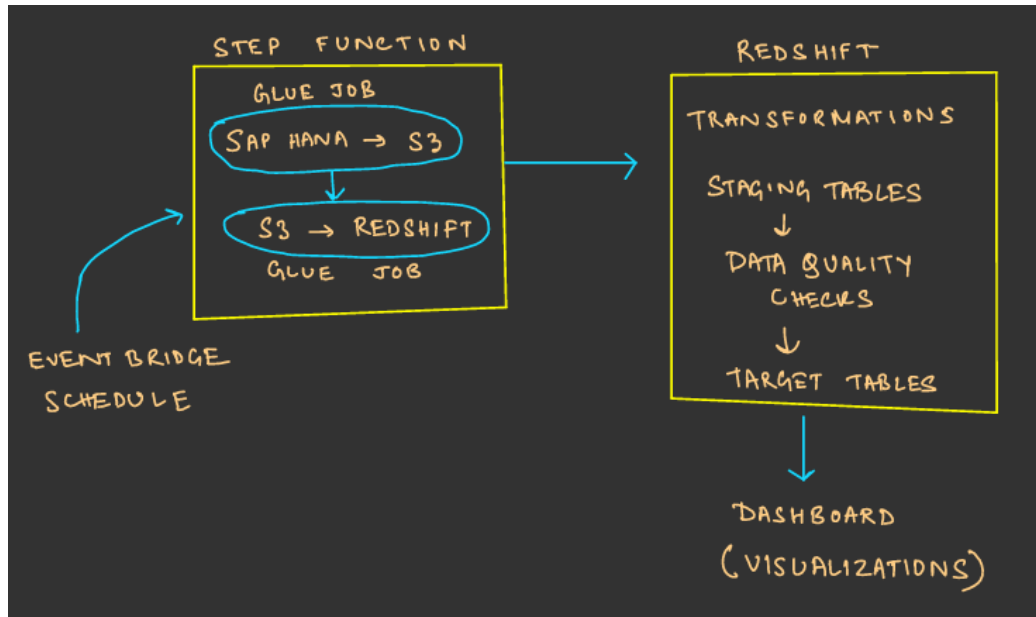 STEP FUNCTION
GLUE JOB
SAP HANA → S3
S3 → REDSHIFT
GLUE JOB
EVENT BRIDGE
SCHEDULE
REDSHIFT
TRANSFORMATIONS
STAGING TABLES
↓
DATA QUALITY
CHECKS
↓
TARGET TABLES
DASHBOARD
(VISUALIZATIONS)